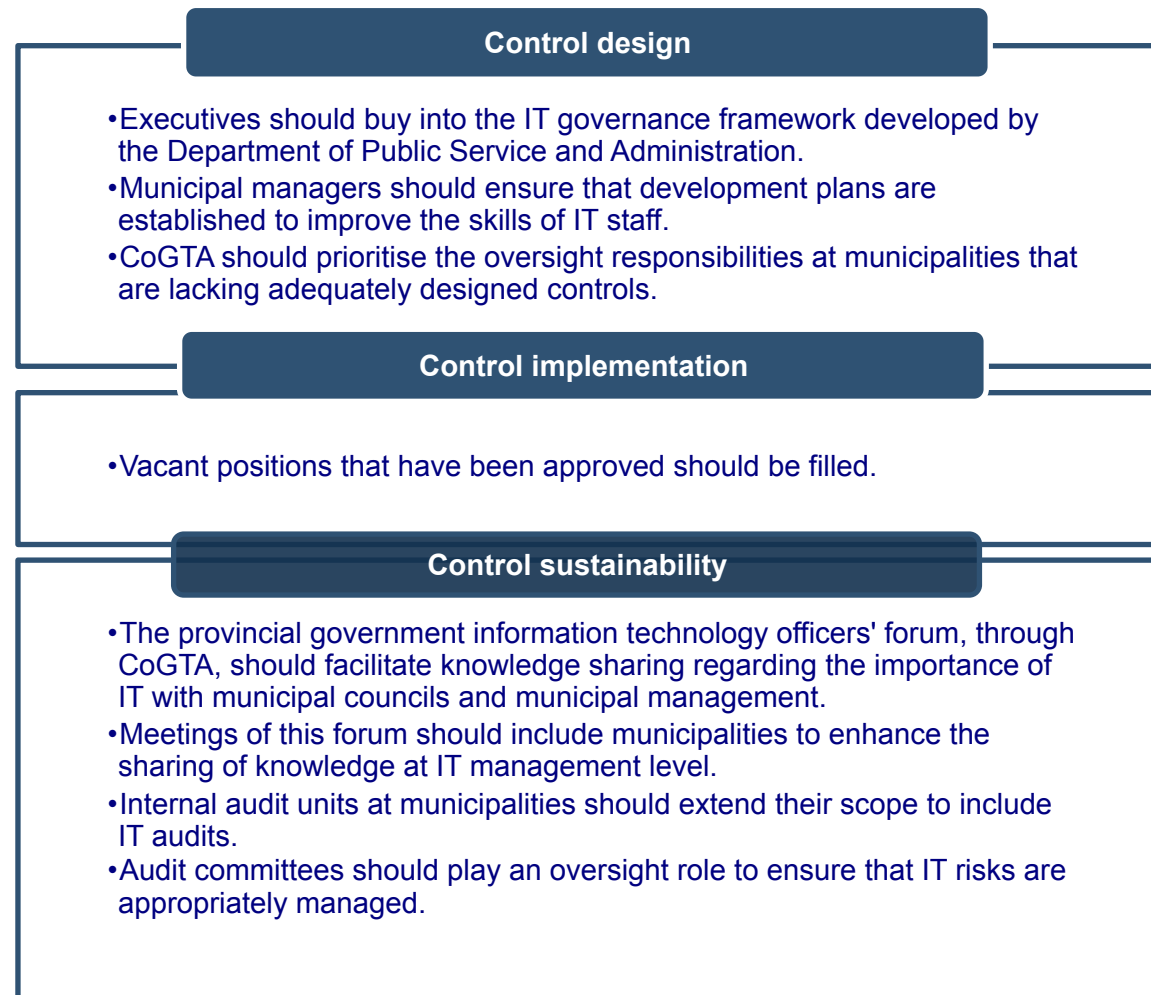 Control design
•Executives should buy into the IT governance framework developed by
the Department of Public Service and Administration.
•Municipal managers should ensure that development plans are
established to improve the skills of IT staff.
•CoGTA should prioritise the oversight responsibilities at municipalities that
are lacking adequately designed controls.
Control implementation
•Vacant positions that have been approved should be filled.
Control sustainability
•The provincial government information technology officers' forum, through
CoGTA, should facilitate knowledge sharing regarding the importance of
IT with municipal councils and municipal management.
•Meetings of this forum should include municipalities to enhance the
sharing of knowledge at IT management level.
•Internal audit units at municipalities should extend their scope to include
IT audits.
•Audit committees should play an oversight role to ensure that IT risks are
appropriately managed.